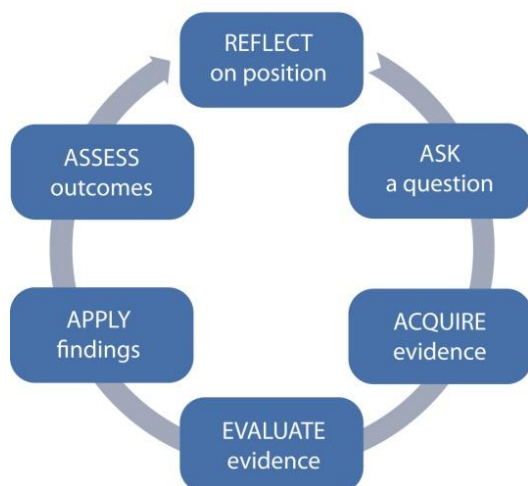 REFLECT
on position
ASK
a question
ACQUIRE
evidence
EVALUATE
evidence
APPLY
findings
ASSESS
outcomes